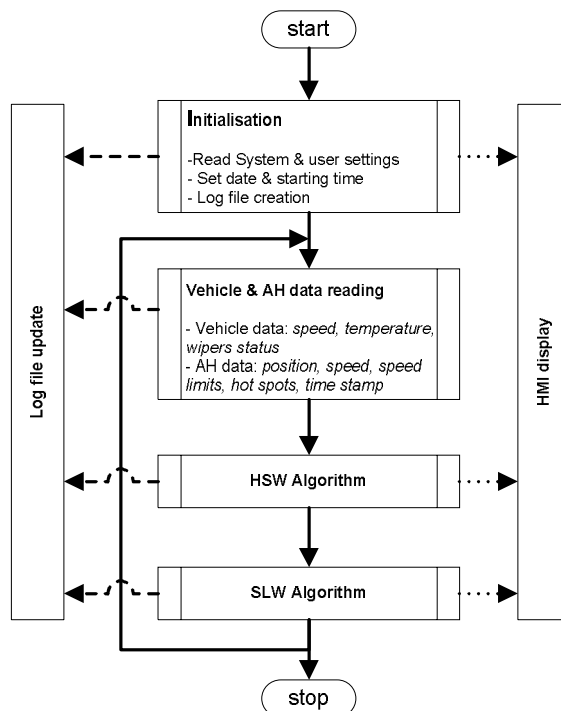 start
Initialisation
-Read System & user settings
- Set date & starting time
- Log file creation
Vehicle & AH data reading
- Vehicle data: speed, temperature,
wipers status
- AH data: position, speed, speed
limits, hot spots, time stamp
HSW Algorithm
SLW Algorithm
stop
Log file update
HMI display